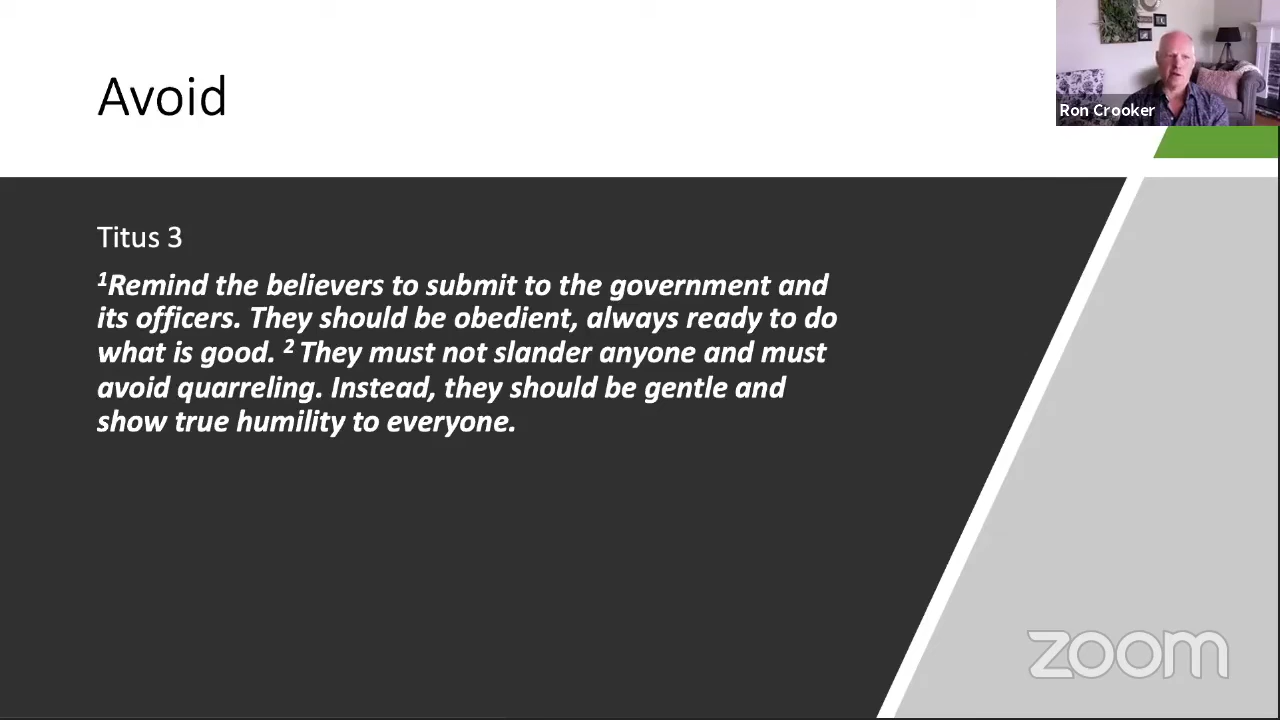 Avoid
Ron Crooker
Titus 3
¹Remind the believers to submit to the government and
its officers. They should be obedient, always ready to do
what is good. ² They must not slander anyone and must
avoid quarreling. Instead, they should be gentle and
show true humility to everyone.
zoom